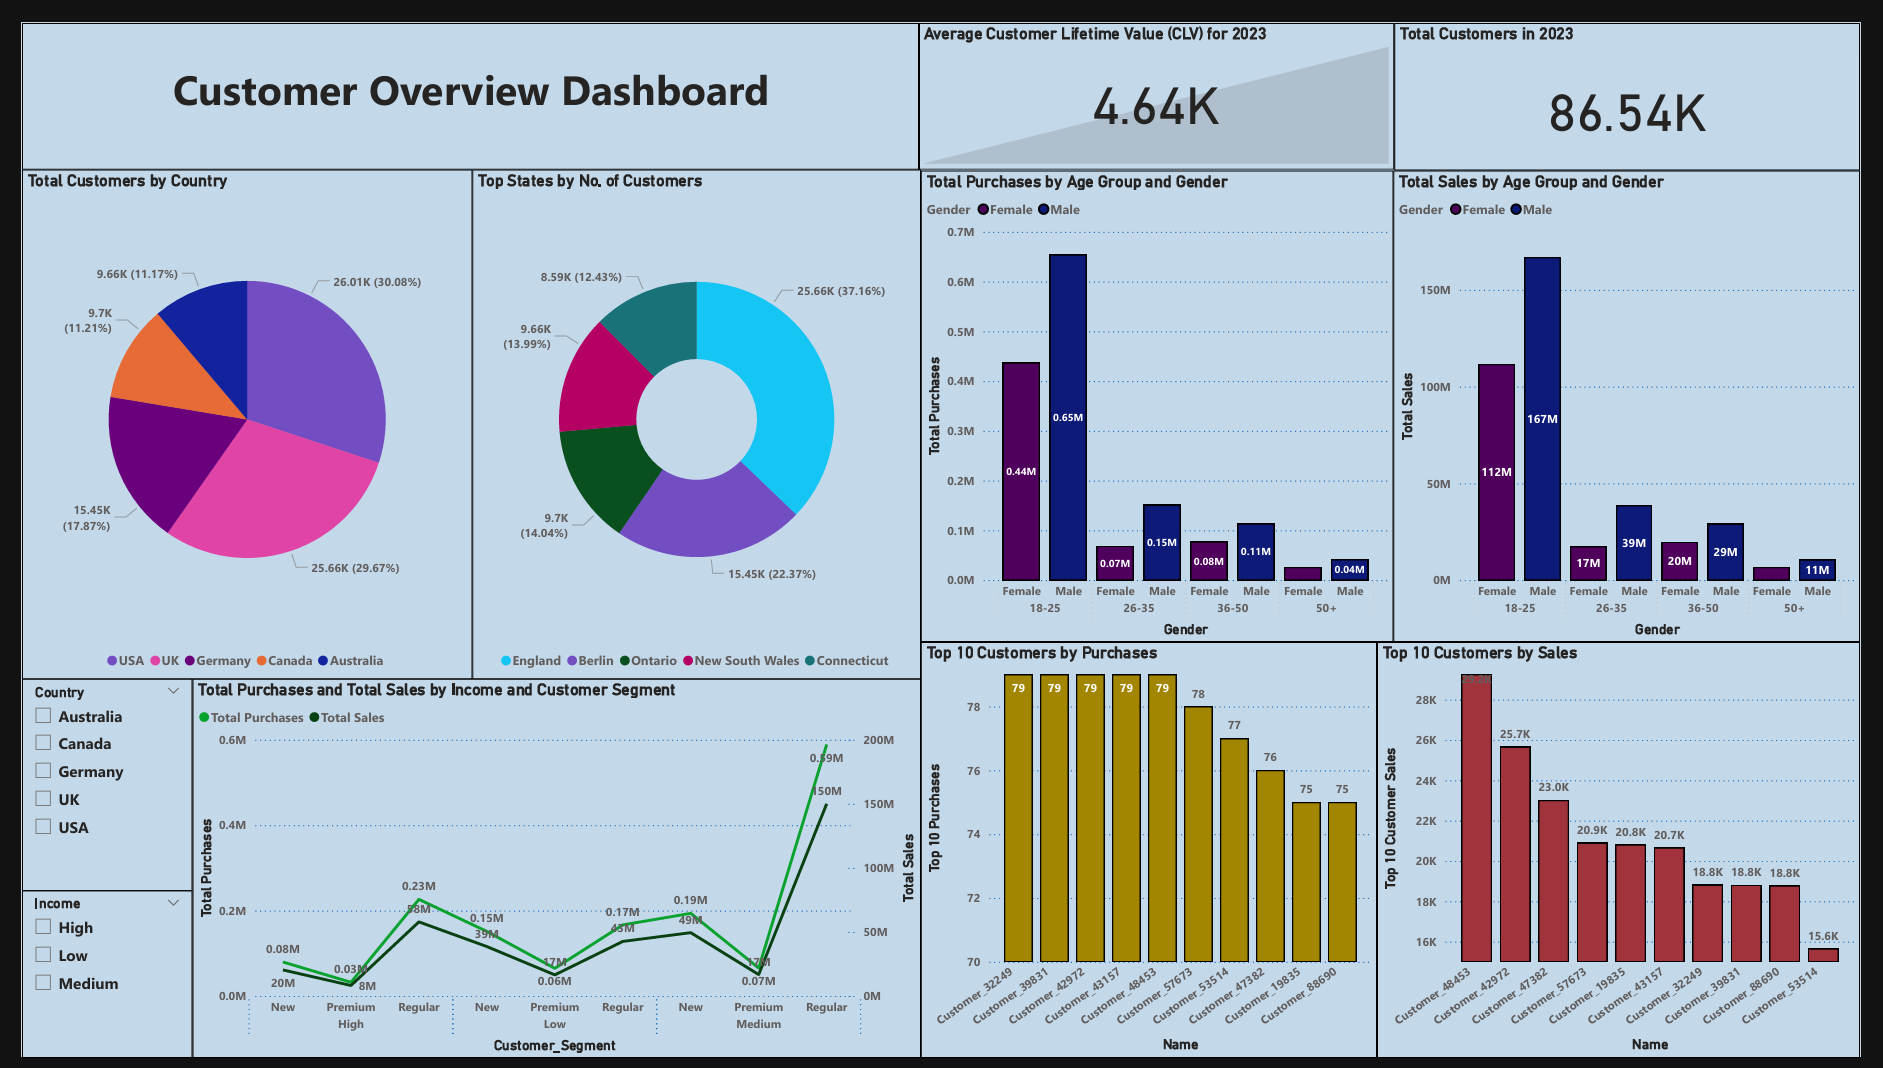 Customer Overview Dashboard
Average Customer Lifetime Value (CLV) for 2023
4.64K
Total Customers in 2023
86.54K
Total Customers by Country
9.66K (11.17%)
26.01K (30.08%)
9.7K
(11.21%)
15.45K
(17.87%)
25.66K (29.67%)
USA UK Germany Canada Australia
Top States by No. of Customers
8.59K (12.43%)
25.66K (37.16%)
9.66K
(13.99%)
9.7K
(14.04%)
15.45K (22.37%)
England Berlin Ontario New South Wales Connecticut
Total Purchases by Age Group and Gender
Gender Female Male
Total Purchases
0.7M
0.6M
0.5M
0.4M
0.3M
0.2M
0.1M
0.0M
0.44M
0.65M
0.07M
0.15M
0.08M
0.11M
0.04M
Female Male Female Male Female Male Female Male
18-25 26-35 36-50 50+
Gender
Total Sales by Age Group and Gender
Gender Female Male
Total Sales
150M
100M
50M
0M
112M
167M
17M
39M
20M
29M
11M
Female Male Female Male Female Male Female Male
18-25 26-35 36-50 50+
Gender
Country
Australia
Canada
Germany
UK
USA
Income
High
Low
Medium
Total Purchases and Total Sales by Income and Customer Segment
Total Purchases Total Sales
Total Purchases
0.6M
0.4M
0.2M
0.0M
0.08M
20M
0.03M
8M
0.23M
58M
0.15M
39M
17M
0.06M
0.17M
43M
0.19M
49M
17M
0.07M
0.59M
150M
200M
150M
100M
50M
0M
Total Sales
New Premium Regular New Premium Regular New Premium Regular
High Low Medium
Customer_Segment
Top 10 Customers by Purchases
Top 10 Purchases
78
76
74
72
70
79 79 79 79 79 78 77 76 75 75
Customer_32249
Customer_39831
Customer_42972
Customer_43157
Customer_48453
Customer_57673
Customer_53514
Customer_47382
Customer_19835
Customer_88690
Name
Top 10 Customers by Sales
Top 10 Customer Sales
28K
26K
24K
22K
20K
18K
16K
25.7K
23.0K
20.9K
20.8K
20.7K
18.8K
18.8K
18.8K
15.6K
Customer_48453
Customer_42972
Customer_47382
Customer_57673
Customer_19835
Customer_43157
Customer_32249
Customer_39831
Customer_88690
Customer_53514
Name